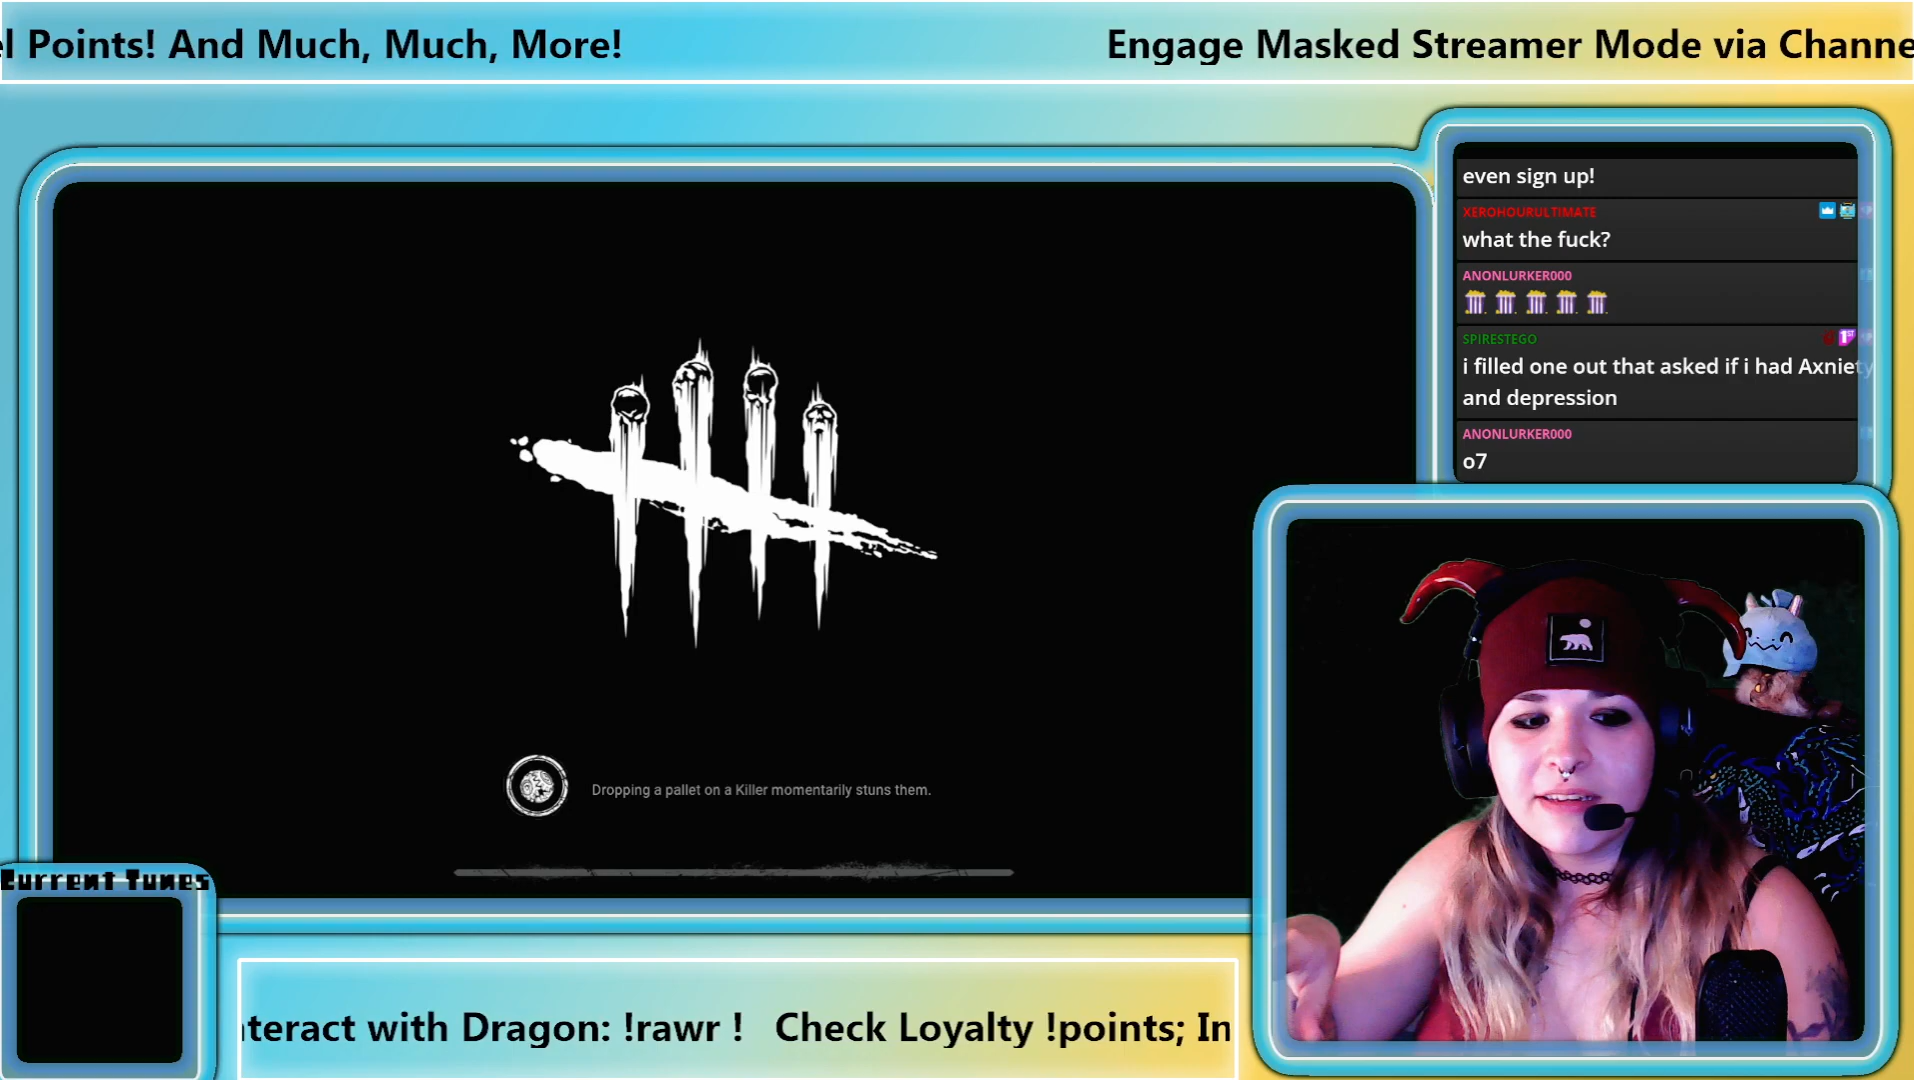 l Points! And Much, Much, More!
Engage Masked Streamer Mode via Channe
even sign up!
XEROHOURULTIMATE
what the fuck?
ANONLURKER000
SPIRESTEGO
i filled one out that asked if i had Axniety
and depression
ANONLURKER000
o7
Dropping a pallet on a Killer momentarily stuns them.
Current Tunes
nteract with Dragon: !rawr ! Check Loyalty !points; In